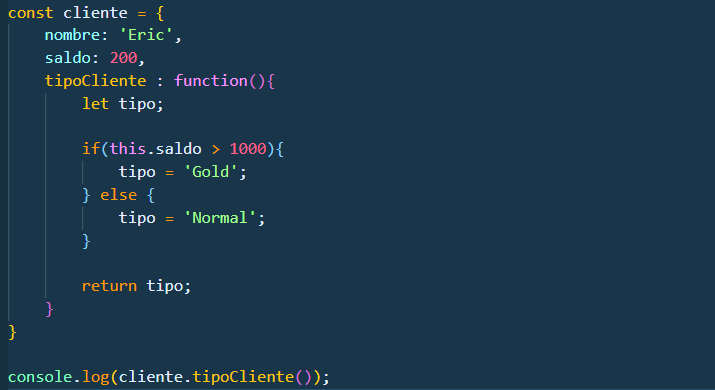 const cliente = {
    nombre: 'Eric',
    saldo: 200,
    tipoCliente : function(){
        let tipo;

        if(this.saldo > 1000){
            tipo = 'Gold';
        } else {
            tipo = 'Normal';
        }

        return tipo;
    }
}

console.log(cliente.tipoCliente());